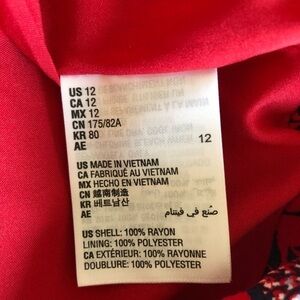 US 12
CA 12
MX 12
CN 175/82A
KR 80
AE 12
US MADE IN VIETNAM
CA FABRIQUÉ AU VIETNAM
MX HECHO EN VIETNAM
CN 越南制造
KR 베트남산
AE صُنع في فيتنام
US SHELL: 100% RAYON
LINING: 100% POLYESTER
CA EXTÉRIEUR: 100% RAYONNE
DOUBLURE: 100% POLYESTER